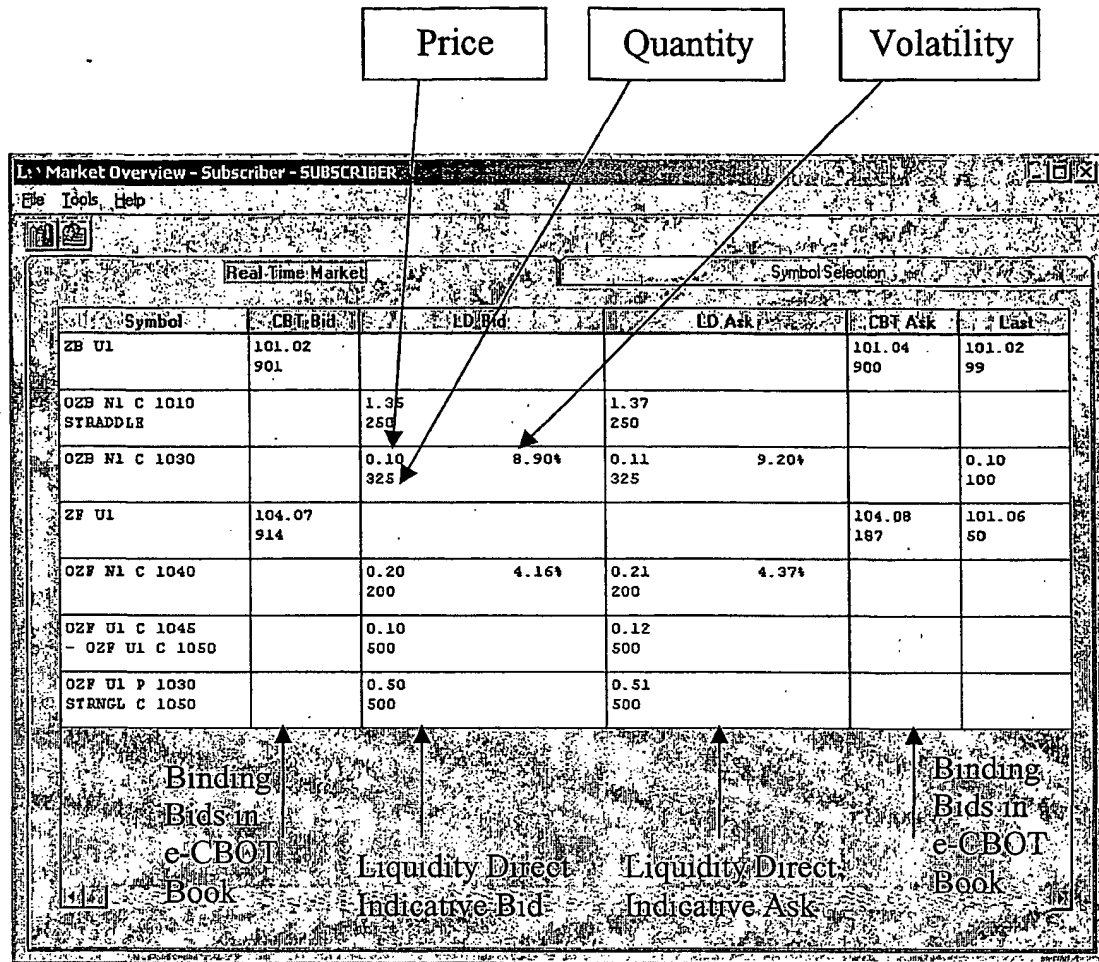 Price Quantity Volatility
Market Overview - Subscriber - SUBSCRIBER
File Tools Help
Real-Time Market Symbol Selection
Symbol CBT Bid LD Bid LD Ask CBT Ask Last
ZB U1 101.02 101.04 101.02
901 900 99
OZB N1 C 1010 1.35 1.37
STRADDLE 250 250
OZB N1 C 1030 0.10 8.90% 0.11 9.20% 0.10
325 325 100
ZF U1 104.07 104.08 101.06
914 187 50
OZF N1 C 1040 0.20 4.16% 0.21 4.37%
200 200
OZF U1 C 1045 0.10 0.12
- OZF U1 C 1050 500 500
OZF U1 P 1030 0.50 0.51
STRNGL C 1050 500 500
Binding
Bids in
e-CBOT
Book
Liquidity Direct
Indicative Bid
Liquidity Direct
Indicative Ask
Binding
Bids in
e-CBOT
Book